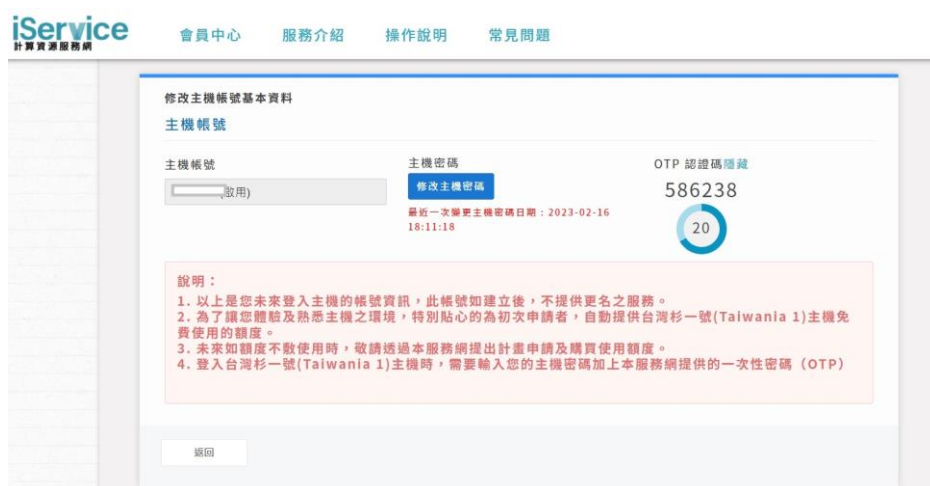 iService
計算資源服務網
會員中心 服務介紹 操作說明 常見問題
修改主機帳號基本資料
主機帳號
主機帳號 主機密碼 OTP 認證碼隱藏
(啟用) 修改主機密碼 586238
最近一次變更主機密碼日期：2023-02-16
18:11:18
20
說明：
1. 以上是您未來登入主機的帳號資訊，此帳號如建立後，不提供更名之服務。
2. 為了讓您體驗及熟悉主機之環境，特別貼心的為初次申請者，自動提供台灣杉一號(Taiwania 1)主機免
費使用的額度。
3. 未來如額度不敷使用時，敬請透過本服務網提出計畫申請及購買使用額度。
4. 登入台灣杉一號(Taiwania 1)主機時，需要輸入您的主機密碼加上本服務網提供的一次性密碼（OTP）
返回